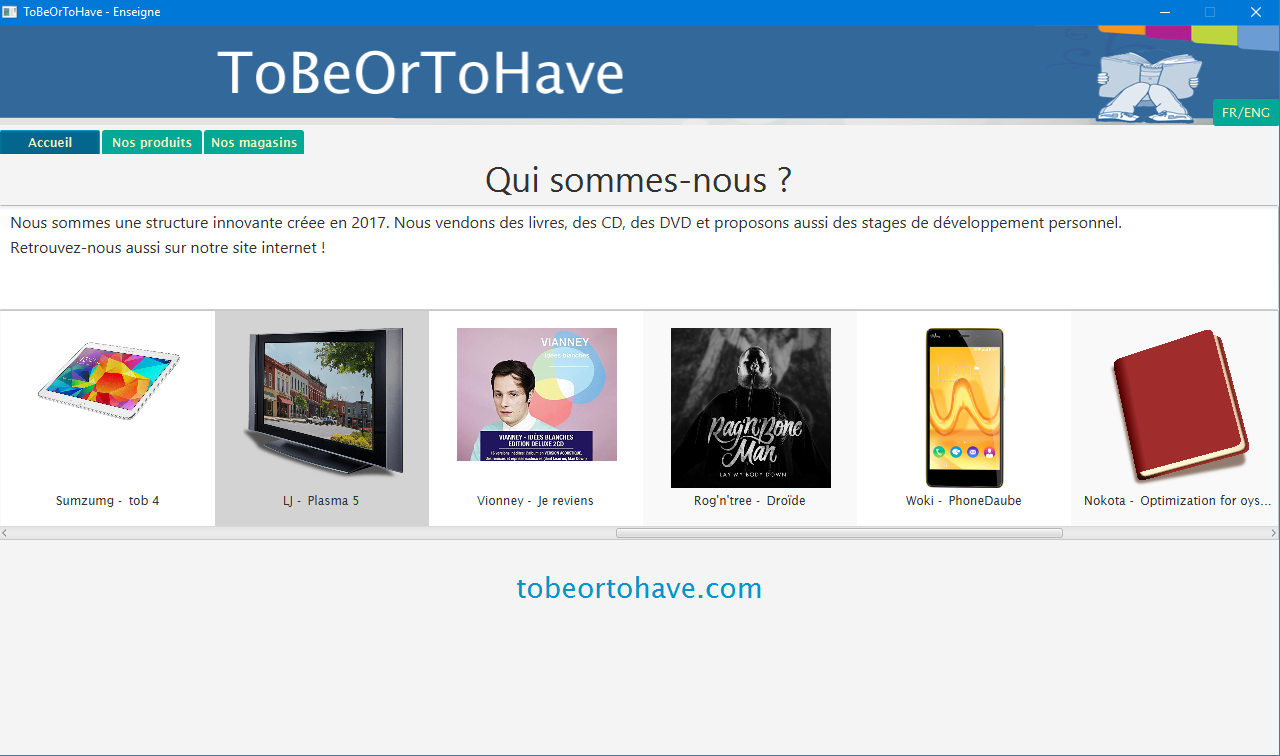 ToBeOrToHave - Enseigne
ToBeOrToHave
FR/ENG
Accueil
Nos produits
Nos magasins
Qui sommes-nous ?
Nous sommes une structure innovante créee en 2017. Nous vendons des livres, des CD, des DVD et proposons aussi des stages de développement personnel.
Retrouvez-nous aussi sur notre site internet !
VIANNEY
idées blanches
VIANNEY - IDÉES BLANCHES
EDITION DELUXE 2CD
Rag'n'Bone
Man
LAY MY BODY DOWN
Sumzumg - tob 4
LJ - Plasma 5
Vionney - Je reviens
Rog'n'tree - Droïde
Woki - PhoneDaube
Nokota - Optimization for oys...
tobeortohave.com